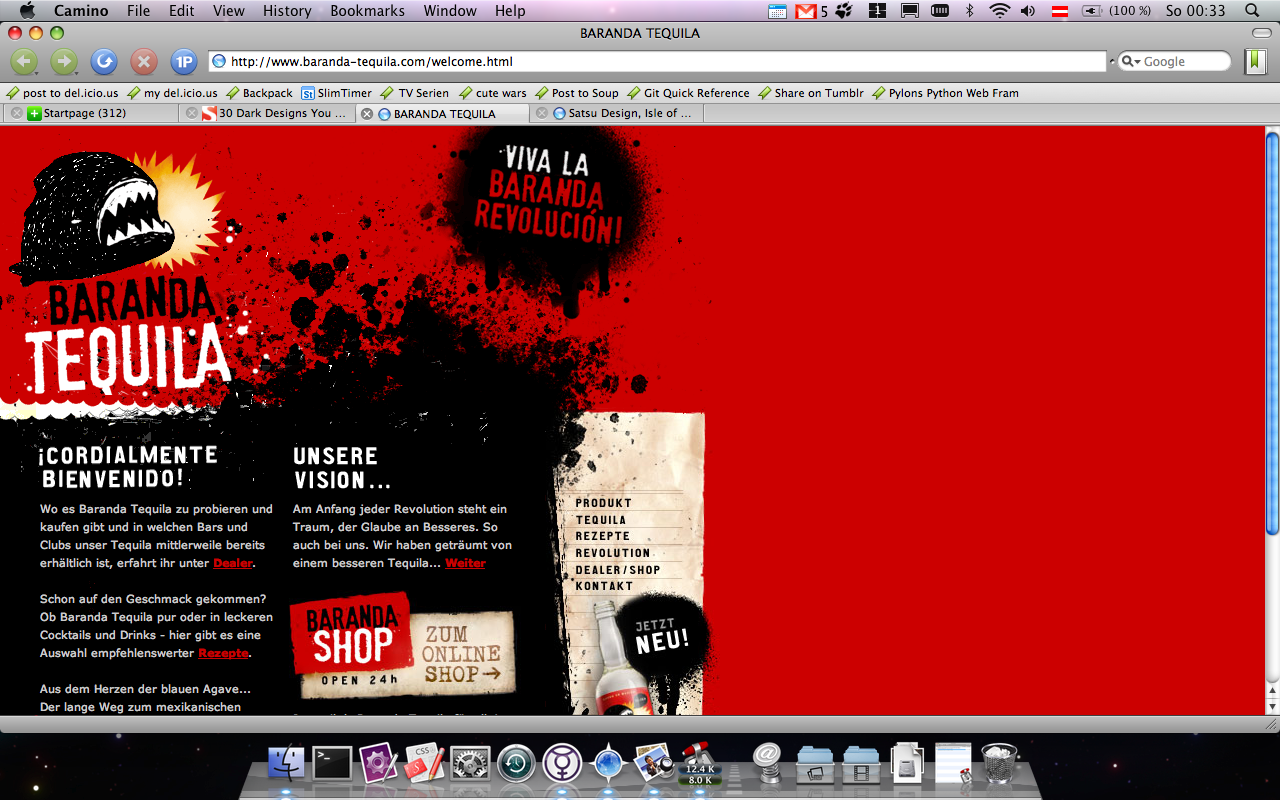 Camino File Edit View History Bookmarks Window Help 5 1 (100 %) So 00:33
BARANDA TEQUILA
1P http://www.baranda-tequila.com/welcome.html Google
post to del.icio.us my del.icio.us Backpack St SlimTimer TV Serien cute wars Post to Soup Git Quick Reference Share on Tumblr Pylons Python Web Fram
Startpage (312) 30 Dark Designs You ... BARANDA TEQUILA Satsu Design, Isle of ...
VIVA LA
BARANDA
REVOLUCIÓN!
BARANDA
TEQUILA
¡CORDIALMENTE
BIENVENIDO!
Wo es Baranda Tequila zu probieren und
kaufen gibt und in welchen Bars und
Clubs unser Tequila mittlerweile bereits
erhältlich ist, erfahrt ihr unter Dealer.
Schon auf den Geschmack gekommen?
Ob Baranda Tequila pur oder in leckeren
Cocktails und Drinks - hier gibt es eine
Auswahl empfehlenswerter Rezepte.
Aus dem Herzen der blauen Agave...
Der lange Weg zum mexikanischen
UNSERE
VISION...
Am Anfang jeder Revolution steht ein
Traum, der Glaube an Besseres. So
auch bei uns. Wir haben geträumt von
einem besseren Tequila... Weiter
BARANDA
SHOP
OPEN 24h
ZUM
ONLINE
SHOP→
PRODUKT
TEQUILA
REZEPTE
REVOLUTION
DEALER/SHOP
KONTAKT
JETZT
NEU!
CSS
12.4 K
8.0 K